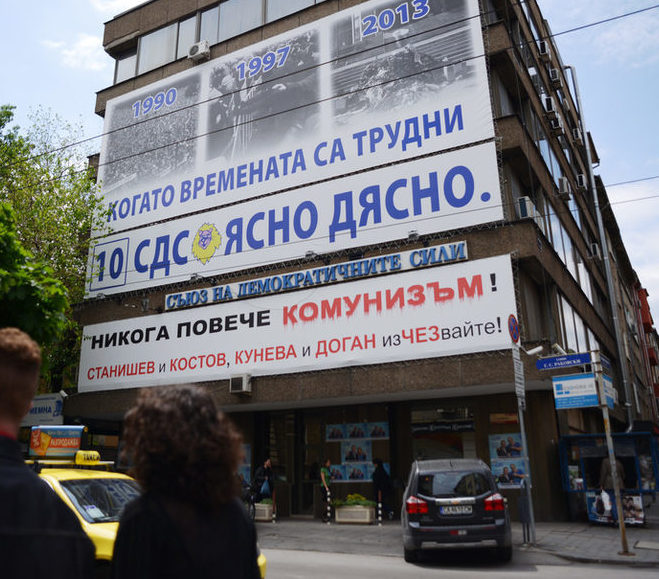 1990
1997
2013
КОГАТО ВРЕМЕНАТА СА ТРУДНИ
10 СДС ЯСНО ДЯСНО.
СЪЮЗ НА ДЕМОКРАТИЧНИТЕ СИЛИ
НИКОГА ПОВЕЧЕ КОМУНИЗЪМ!
СТАНИШЕВ и КОСТОВ, КУНЕВА и ДОГАН изЧЕЗвайте!
ТАКСИ